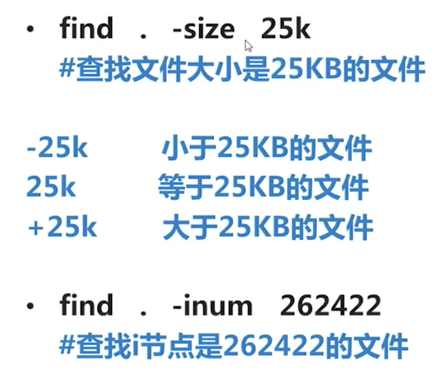 • find . -size 25k
#查找文件大小是25KB的文件
-25k 小于25KB的文件
25k 等于25KB的文件
+25k 大于25KB的文件
• find . -inum 262422
#查找i节点是262422的文件